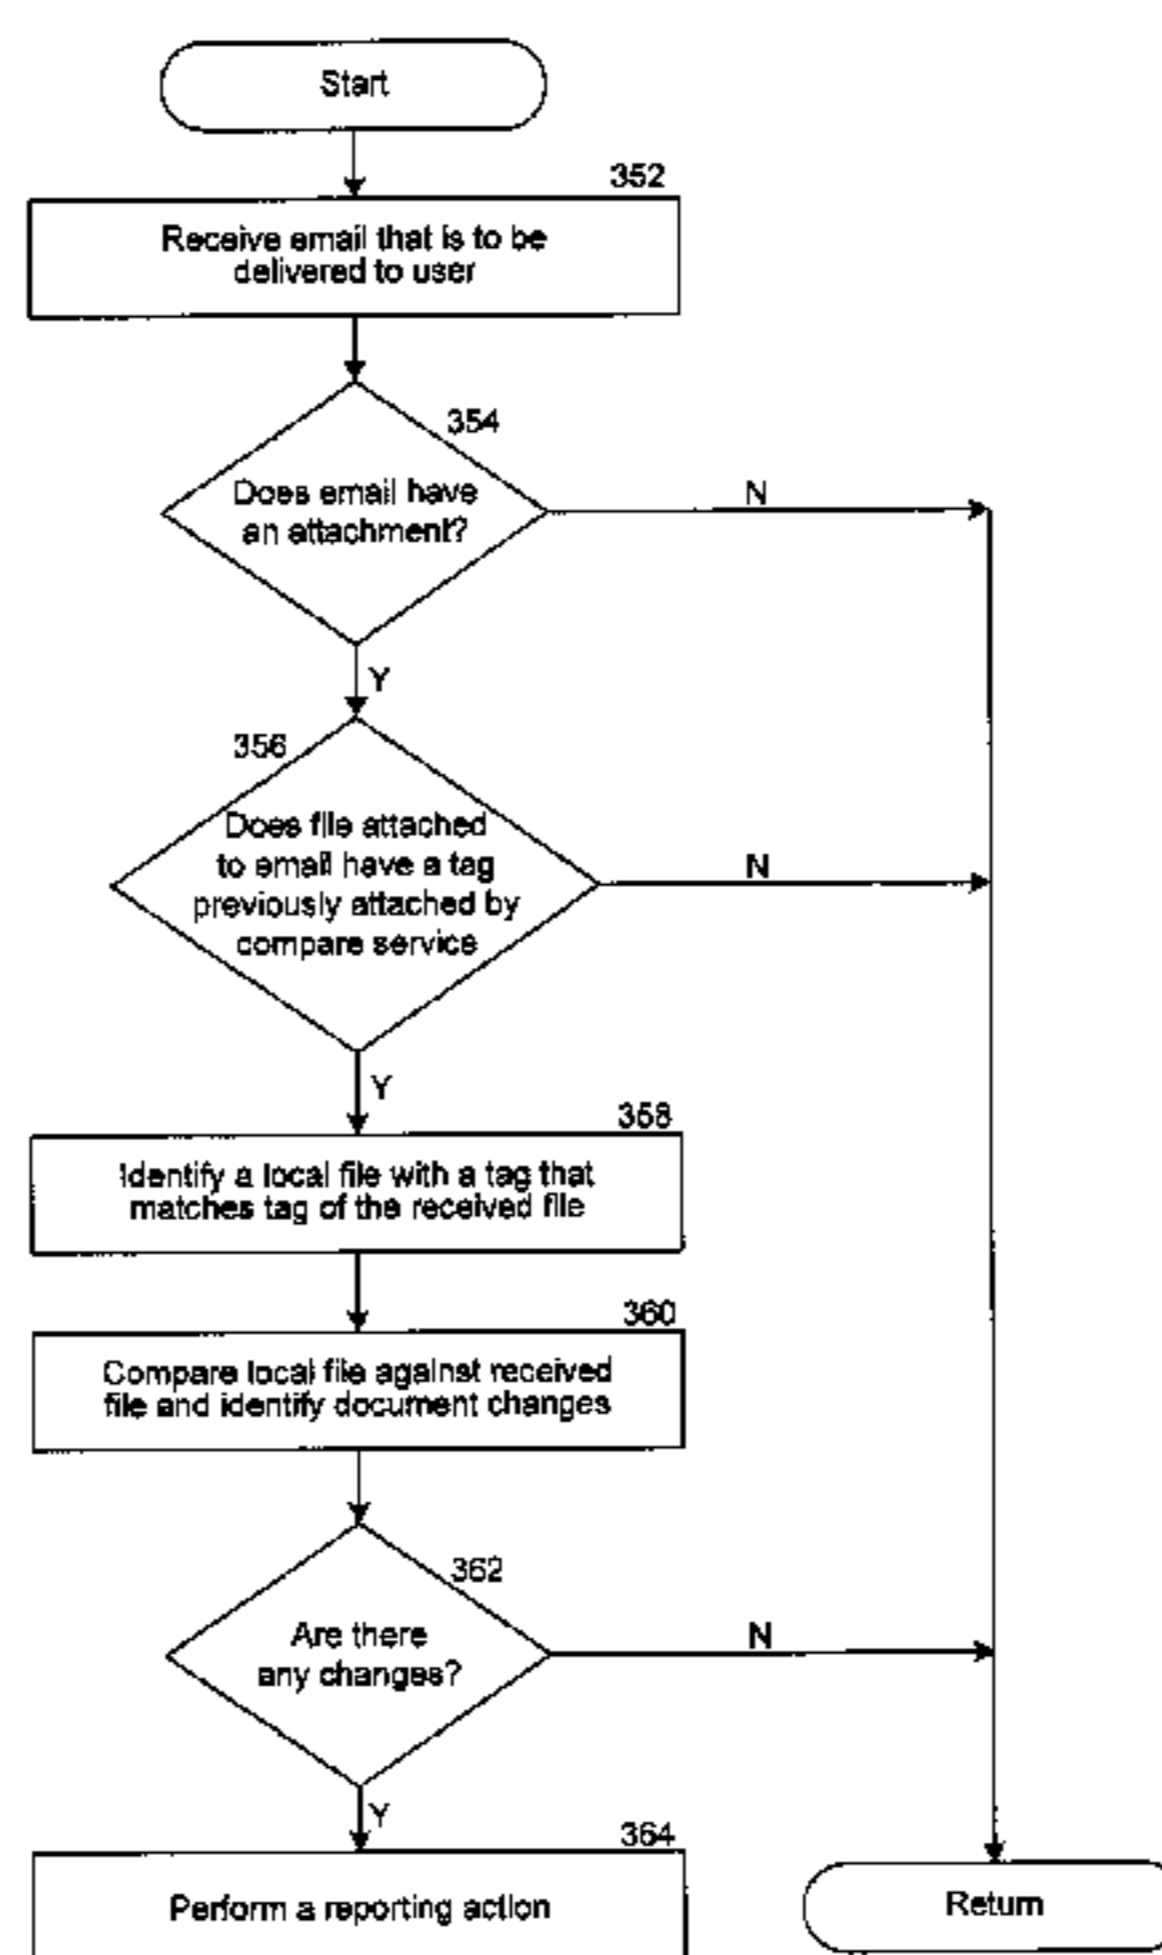 Start
352
Receive email that is to be
delivered to user
354
Does email have
an attachment?
N
Y
356
Does file attached
to email have a tag
previously attached by
compare service
N
Y
358
Identify a local file with a tag that
matches tag of the received file
360
Compare local file against received
file and identify document changes
362
Are there
any changes?
N
Y
364
Perform a reporting action
Return